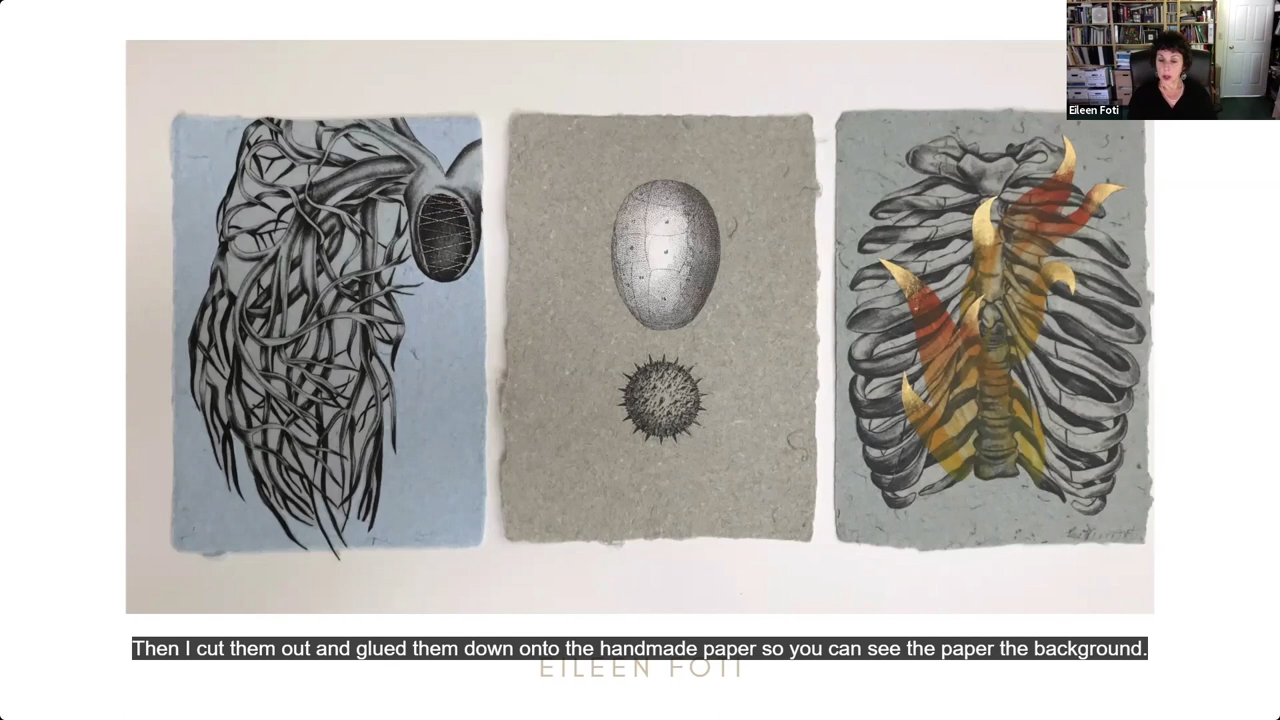 Eileen Foti
Then I cut them out and glued them down onto the handmade paper so you can see the paper the background.
EILEEN FOTI